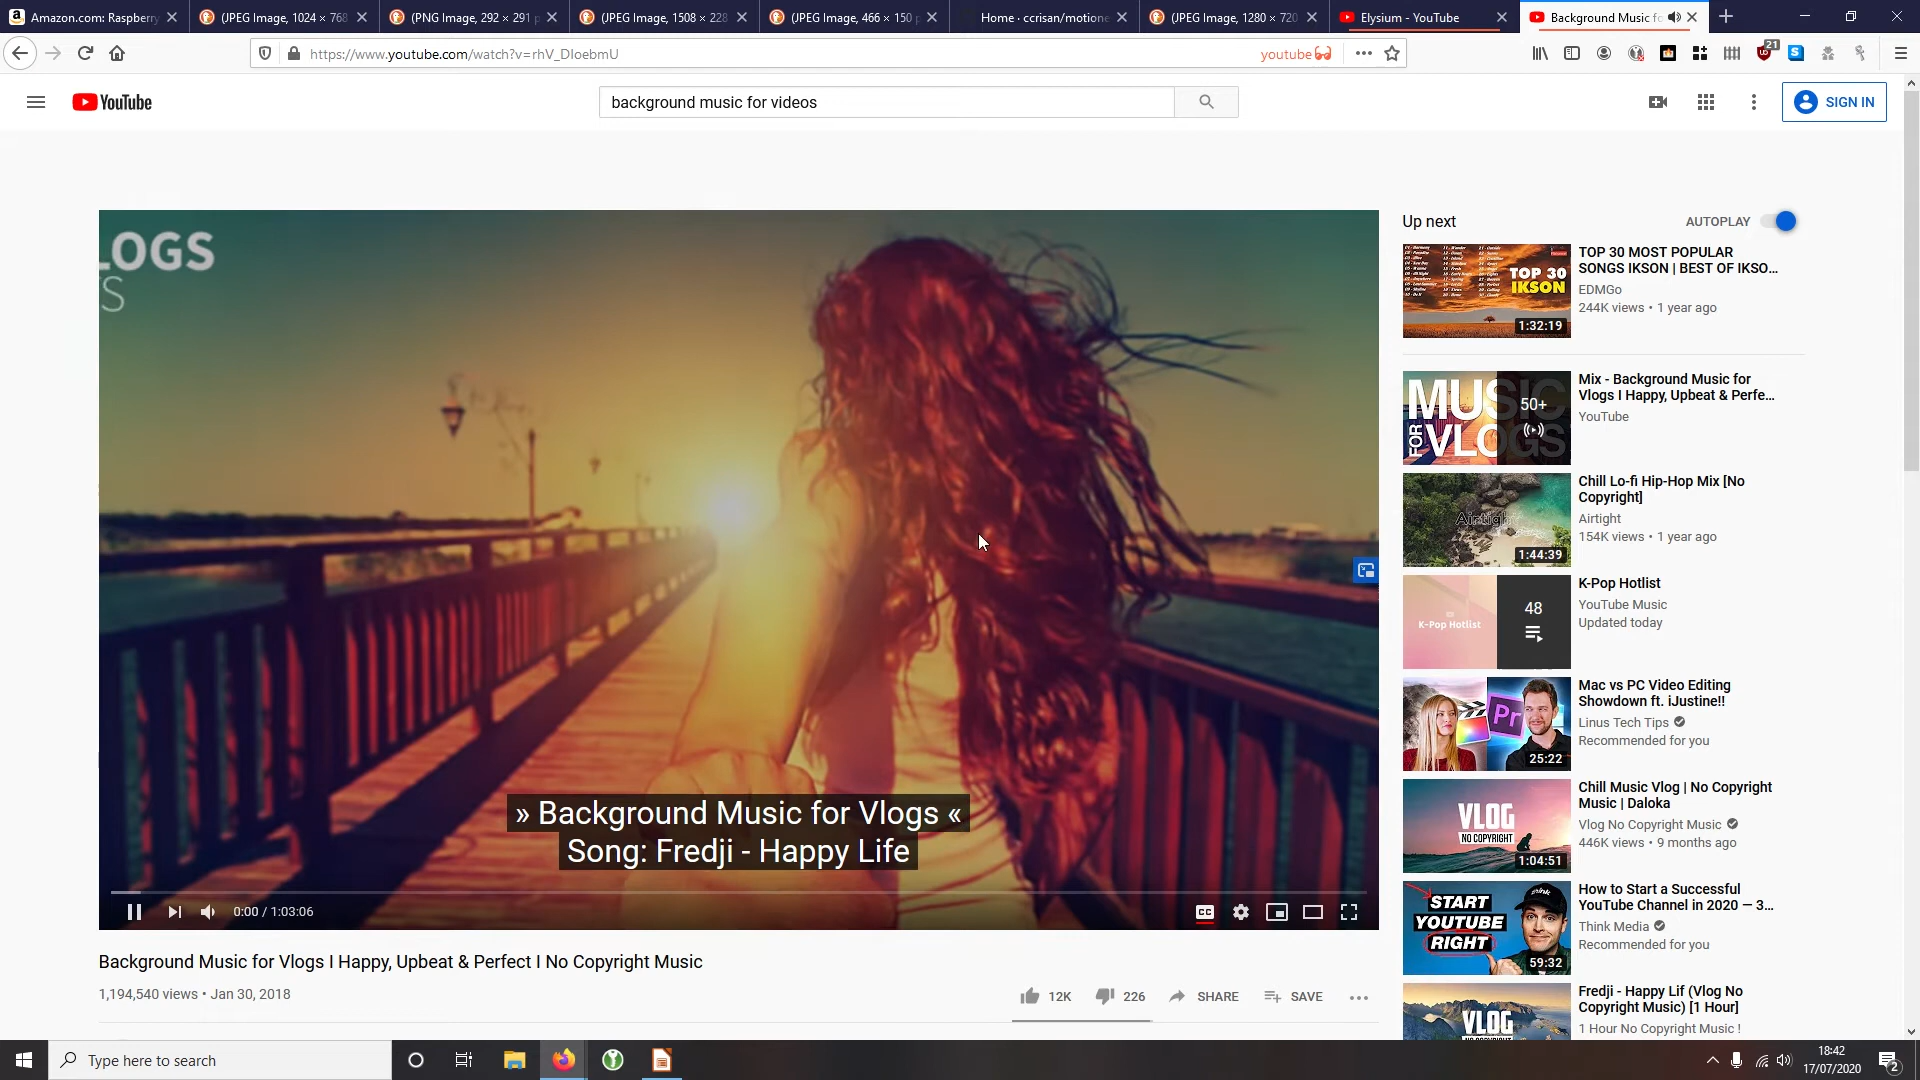 Amazon.com: Raspberry
(JPEG Image, 1024 × 768
(PNG Image, 292 × 291 p
(JPEG Image, 1508 × 228
(JPEG Image, 466 × 150 p
Home · ccrisan/motione
(JPEG Image, 1280 × 720
Elysium - YouTube
Background Music fo
https://www.youtube.com/watch?v=rhV_DIoebmU
youtube
21
YouTube
background music for videos
SIGN IN
LOGS
S
» Background Music for Vlogs «
Song: Fredji - Happy Life
0:00 / 1:03:06
CC
Background Music for Vlogs I Happy, Upbeat & Perfect I No Copyright Music
1,194,540 views • Jan 30, 2018
12K
226
SHARE
SAVE
Up next
AUTOPLAY
TOP 30
IKSON
1:32:19
TOP 30 MOST POPULAR
SONGS IKSON | BEST OF IKSO...
EDMGo
244K views • 1 year ago
MUSIC
FOR
VLOGS
50+
Mix - Background Music for
Vlogs I Happy, Upbeat & Perfe...
YouTube
Airtight
1:44:39
Chill Lo-fi Hip-Hop Mix [No
Copyright]
Airtight
154K views • 1 year ago
K-Pop Hotlist
48
K-Pop Hotlist
YouTube Music
Updated today
Pr
25:22
Mac vs PC Video Editing
Showdown ft. iJustine!!
Linus Tech Tips
Recommended for you
VLOG
NO COPYRIGHT
1:04:51
Chill Music Vlog | No Copyright
Music | Daloka
Vlog No Copyright Music
446K views • 9 months ago
START
YOUTUBE
RIGHT
think
59:32
How to Start a Successful
YouTube Channel in 2020 — 3...
Think Media
Recommended for you
VLOG
Fredji - Happy Lif (Vlog No
Copyright Music) [1 Hour]
1 Hour No Copyright Music !
Type here to search
18:42
17/07/2020
2